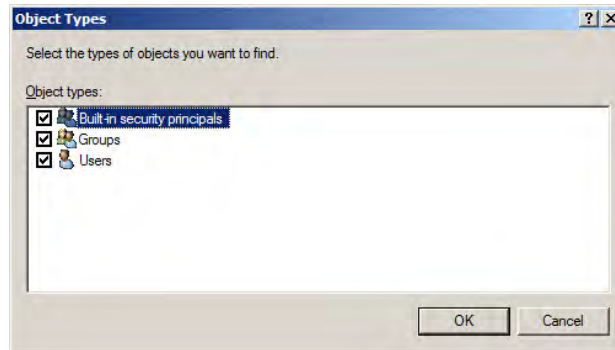 Object Types
Select the types of objects you want to find.
Object types:
Built-in security principals
Groups
Users
OK
Cancel